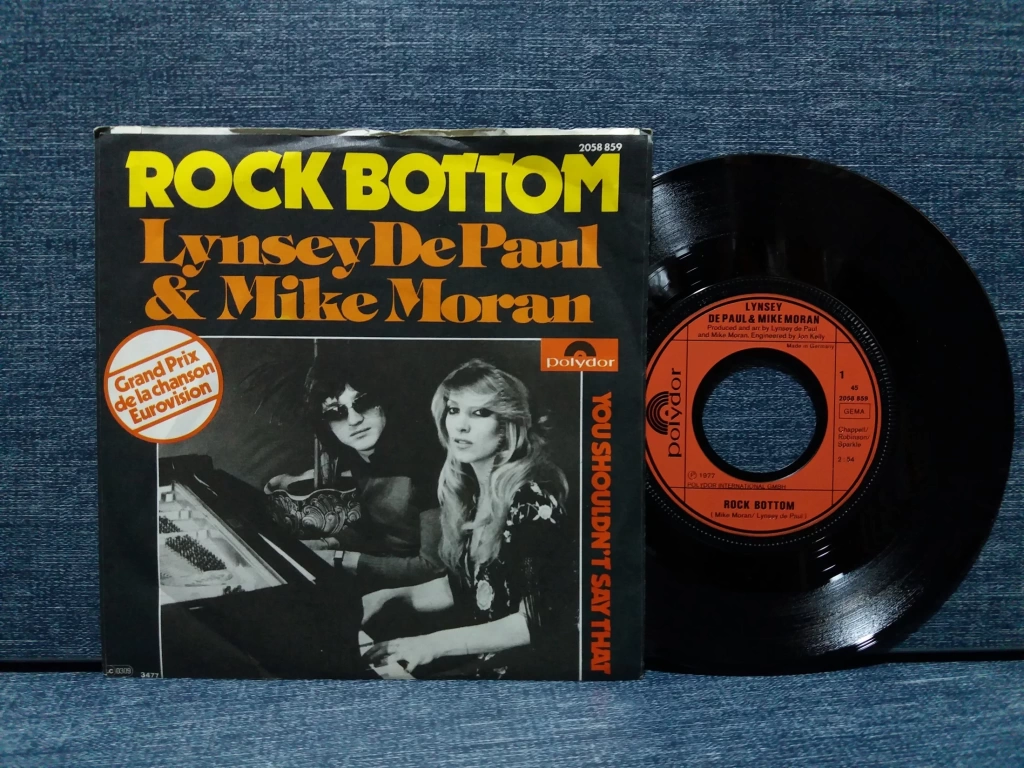 2058 859
ROCK BOTTOM
Lynsey De Paul
& Mike Moran
Grand Prix
de la chanson
Eurovision
polydor
YOU SHOULDN'T SAY THAT
3477
LYNSEY
DE PAUL & MIKE MORAN
Produced and arr by Lynsey de Paul
and Mike Moran, Engineered by Jon Kelly
Made in Germany
polydor
1
45
2058 859
GEMA
Chappell/
Robinson/
Sparkle
2:54
℗ 1977
POLYDOR INTERNATIONAL GMBH
ROCK BOTTOM
(Mike Moran/Lynsey de Paul)